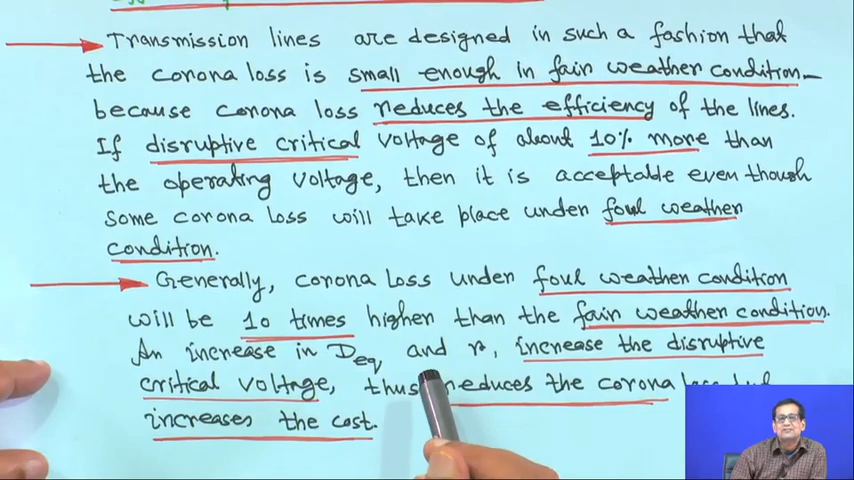 Transmission lines are designed in such a fashion that
the corona loss is small enough in fair weather condition
because corona loss reduces the efficiency of the lines.
If disruptive critical voltage of about 10% more than
the operating voltage, then it is acceptable even though
some corona loss will take place under foul weather
condition.
Generally, corona loss under foul weather condition
will be 10 times higher than the fair weather condition.
An increase in Deq and r, increase the disruptive
critical voltage, thus reduces the corona
increases the cost.